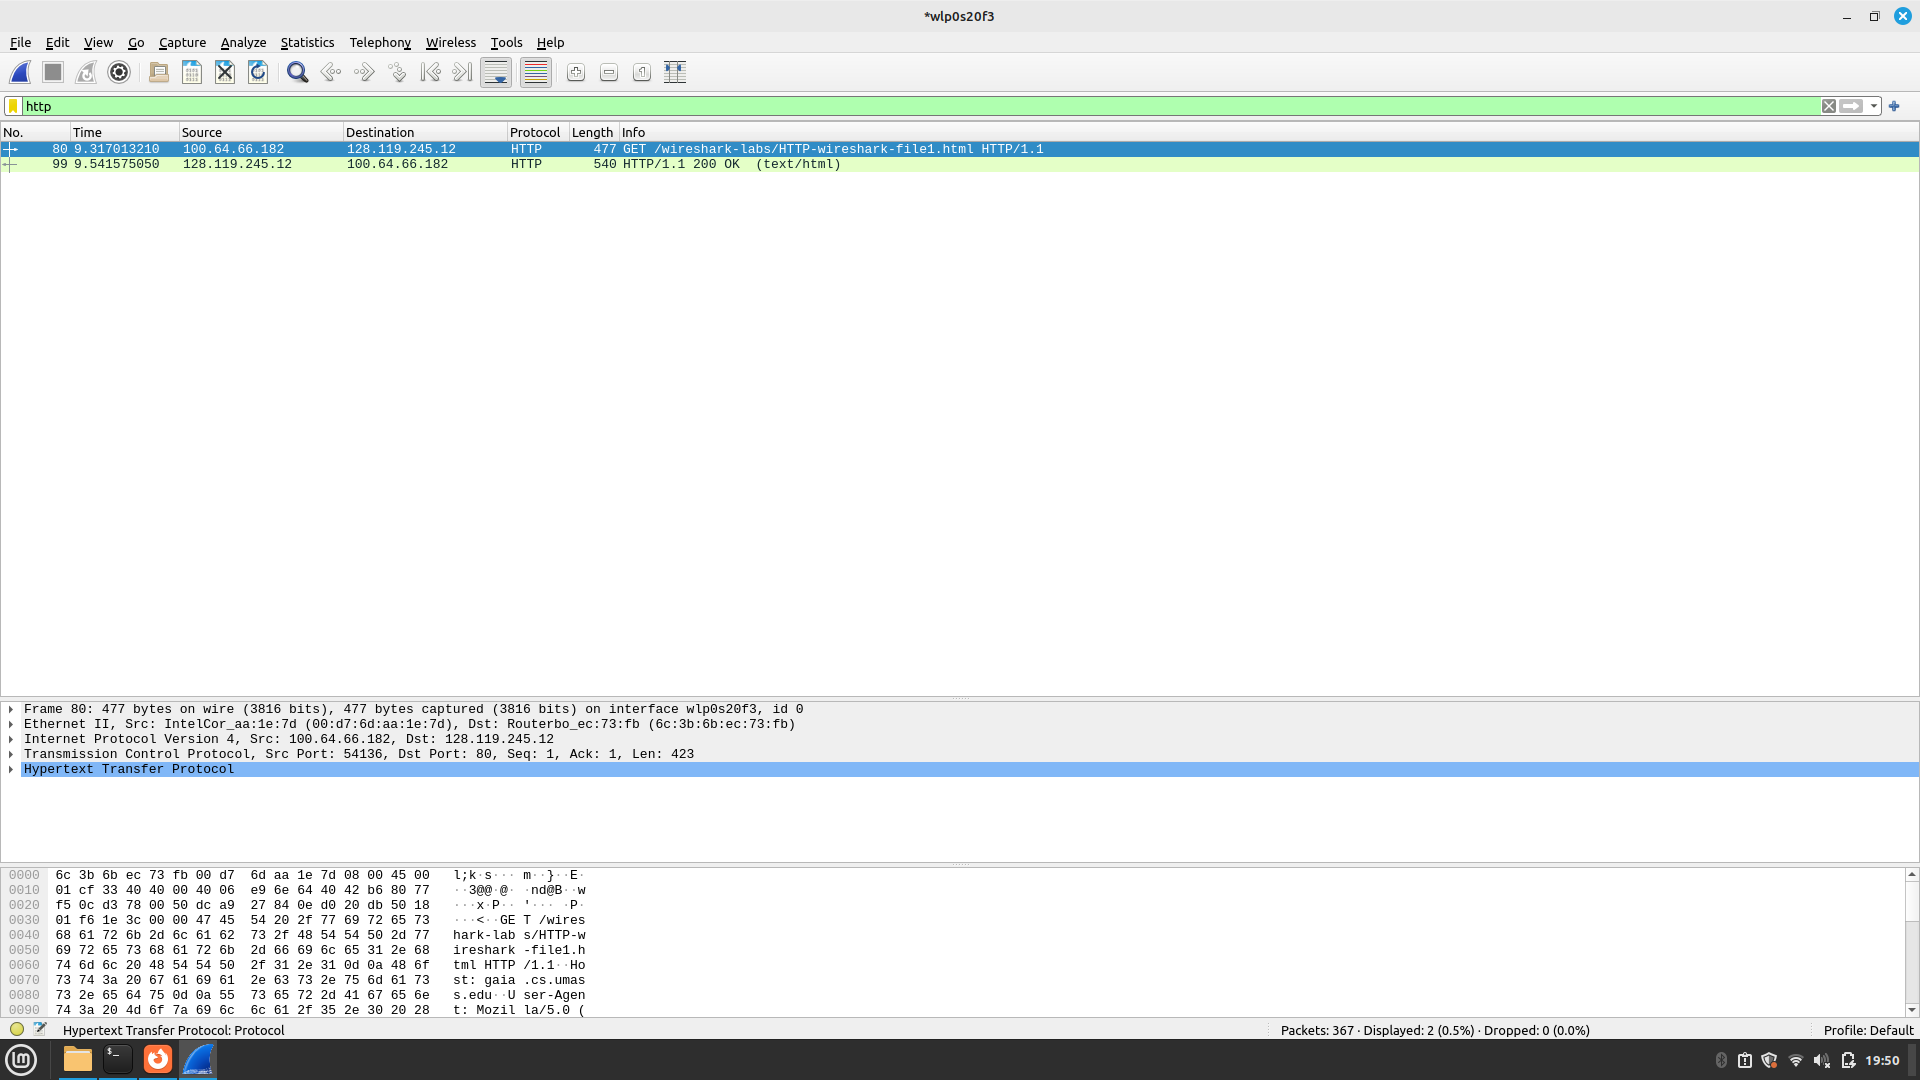 *wlp0s20f3
File Edit View Go Capture Analyze Statistics Telephony Wireless Tools Help
http
No. Time Source Destination Protocol Length Info
80 9.317013210 100.64.66.182 128.119.245.12 HTTP 477 GET /wireshark-labs/HTTP-wireshark-file1.html HTTP/1.1
99 9.541575050 128.119.245.12 100.64.66.182 HTTP 540 HTTP/1.1 200 OK (text/html)
Frame 80: 477 bytes on wire (3816 bits), 477 bytes captured (3816 bits) on interface wlp0s20f3, id 0
Ethernet II, Src: IntelCor_aa:1e:7d (00:d7:6d:aa:1e:7d), Dst: Routerbo_ec:73:fb (6c:3b:6b:ec:73:fb)
Internet Protocol Version 4, Src: 100.64.66.182, Dst: 128.119.245.12
Transmission Control Protocol, Src Port: 54136, Dst Port: 80, Seq: 1, Ack: 1, Len: 423
Hypertext Transfer Protocol
0000 6c 3b 6b ec 73 fb 00 d7 6d aa 1e 7d 08 00 45 00 l;k·s··· m··}··E·
0010 01 cf 33 40 40 00 40 06 e9 6e 64 40 42 b6 80 77 ··3@@·@· ·nd@B··w
0020 f5 0c d3 78 00 50 dc a9 27 84 0e d0 20 db 50 18 ···x·P·· '··· ·P·
0030 01 f6 1e 3c 00 00 47 45 54 20 2f 77 69 72 65 73 ···<··GE T /wires
0040 68 61 72 6b 2d 6c 61 62 73 2f 48 54 54 50 2d 77 hark-lab s/HTTP-w
0050 69 72 65 73 68 61 72 6b 2d 66 69 6c 65 31 2e 68 ireshark -file1.h
0060 74 6d 6c 20 48 54 54 50 2f 31 2e 31 0d 0a 48 6f tml HTTP /1.1··Ho
0070 73 74 3a 20 67 61 69 61 2e 63 73 2e 75 6d 61 73 st: gaia .cs.umas
0080 73 2e 65 64 75 0d 0a 55 73 65 72 2d 41 67 65 6e s.edu··U ser-Agen
0090 74 3a 20 4d 6f 7a 69 6c 6c 61 2f 35 2e 30 20 28 t: Mozil la/5.0 (
Hypertext Transfer Protocol: Protocol Packets: 367 · Displayed: 2 (0.5%) · Dropped: 0 (0.0%) Profile: Default
19:50